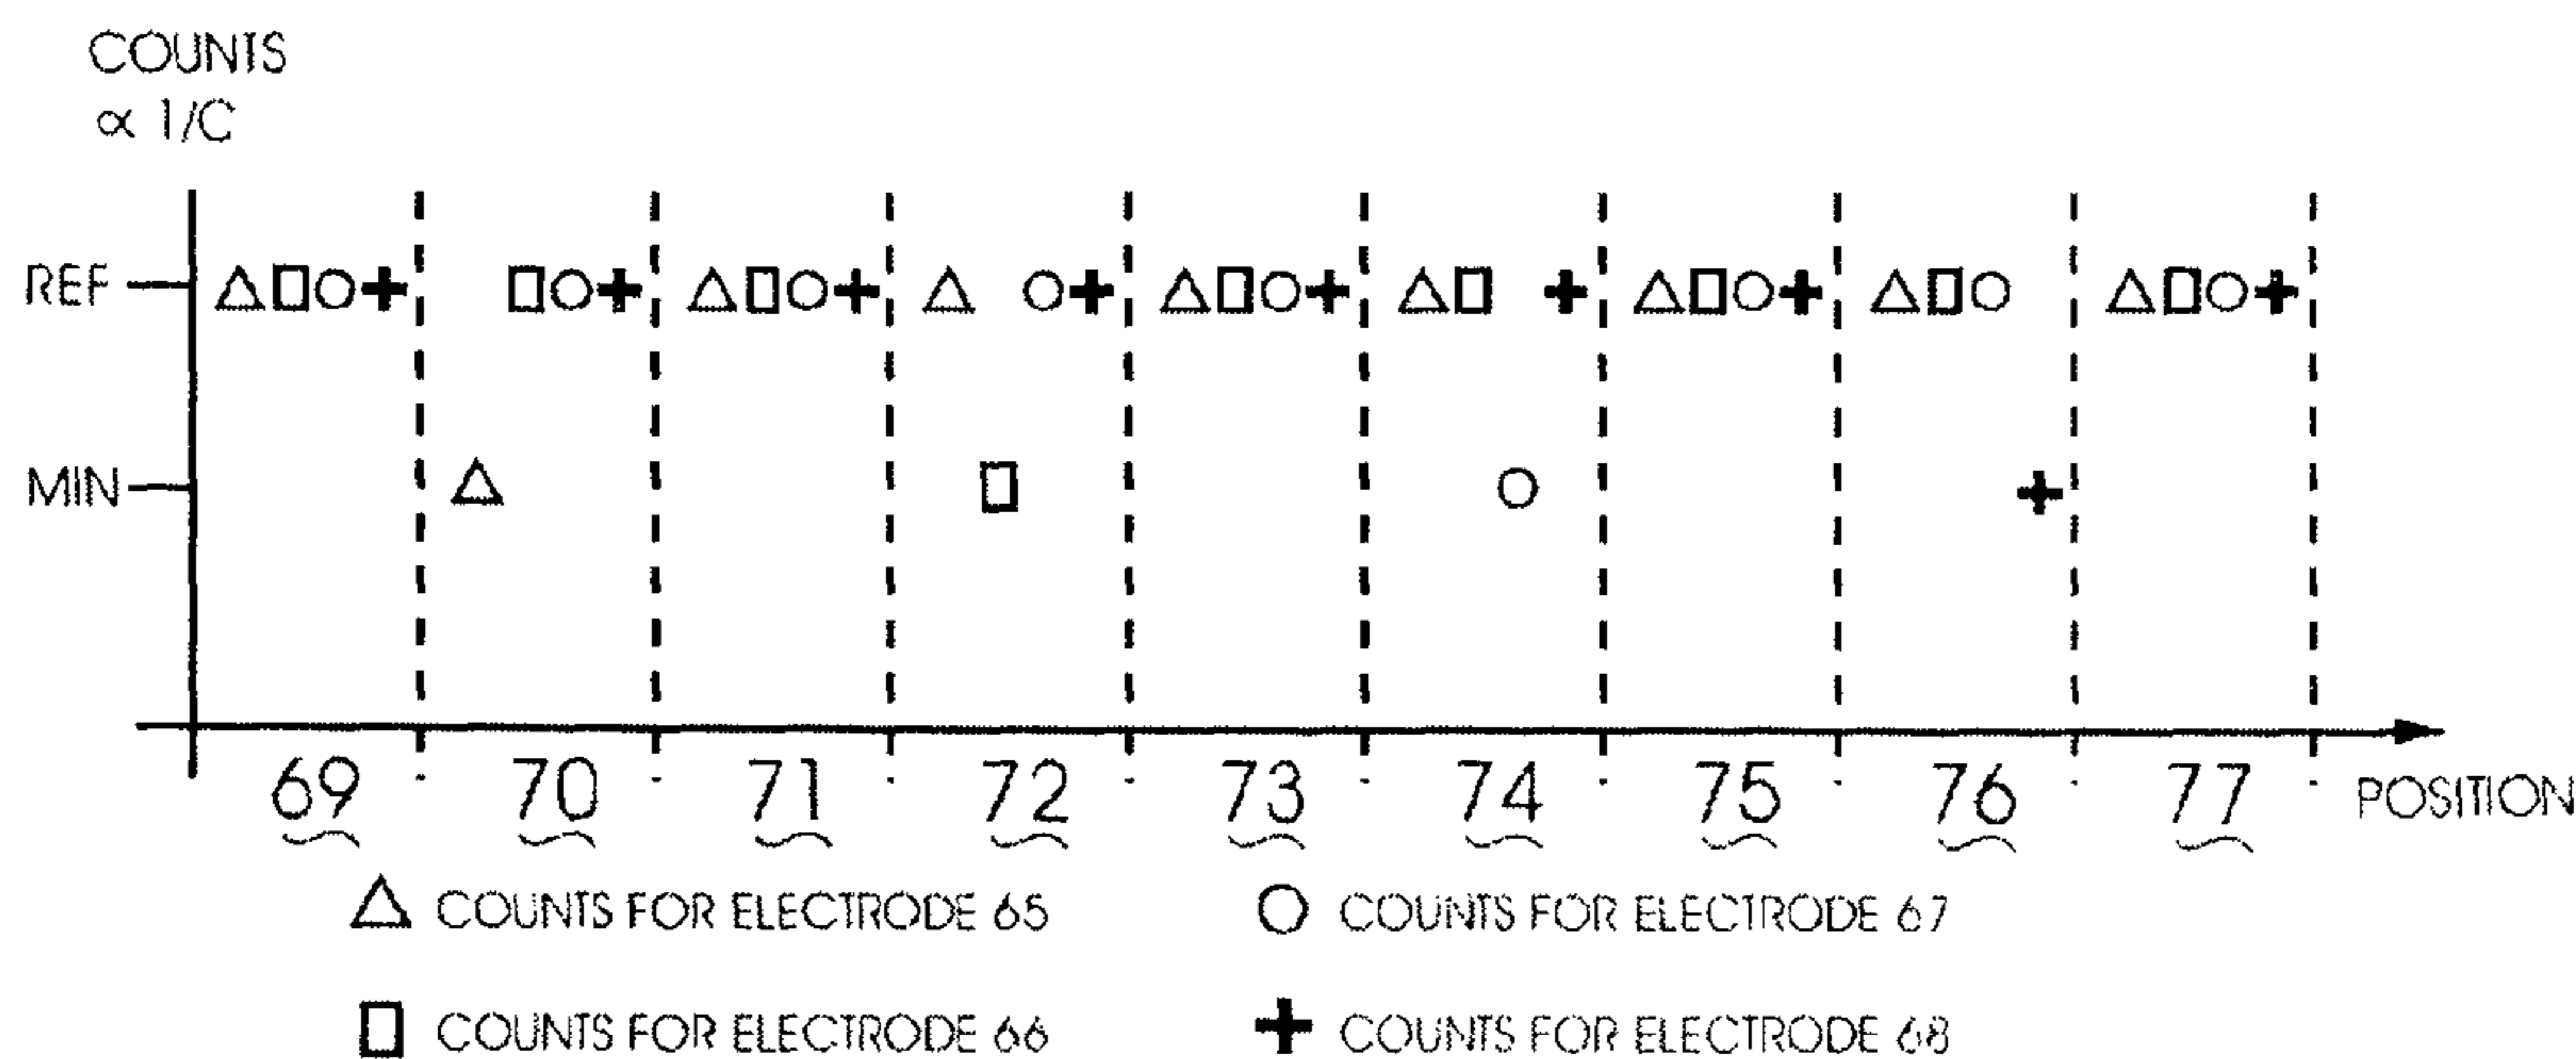 COUNTS
∝ 1/C
REF
MIN
69 70 71 72 73 74 75 76 77 POSITION
COUNTS FOR ELECTRODE 65 COUNTS FOR ELECTRODE 67
COUNTS FOR ELECTRODE 66 COUNTS FOR ELECTRODE 68